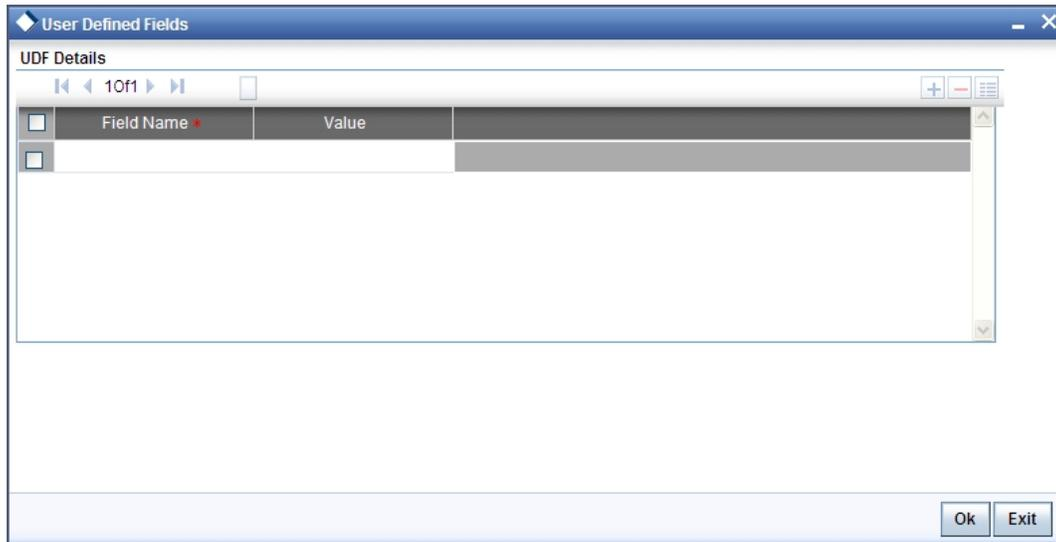 User Defined Fields
UDF Details
1Of1
Field Name * Value
Ok Exit